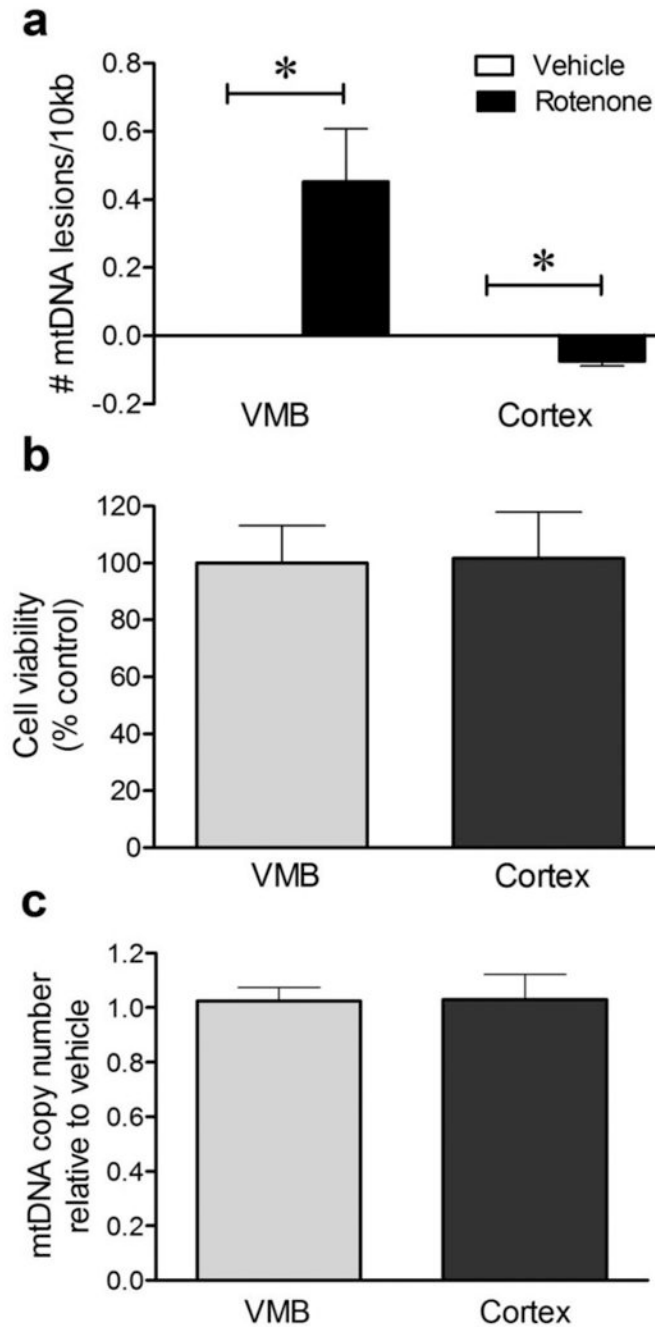 a
# mtDNA lesions/10kb
0.8
0.6
0.4
0.2
0.0
-0.2
*
*
Vehicle
Rotenone
VMB
Cortex
b
Cell viability
(% control)
120
100
80
60
40
20
0
VMB
Cortex
c
mtDNA copy number
relative to vehicle
1.2
1.0
0.8
0.6
0.4
0.2
0.0
VMB
Cortex